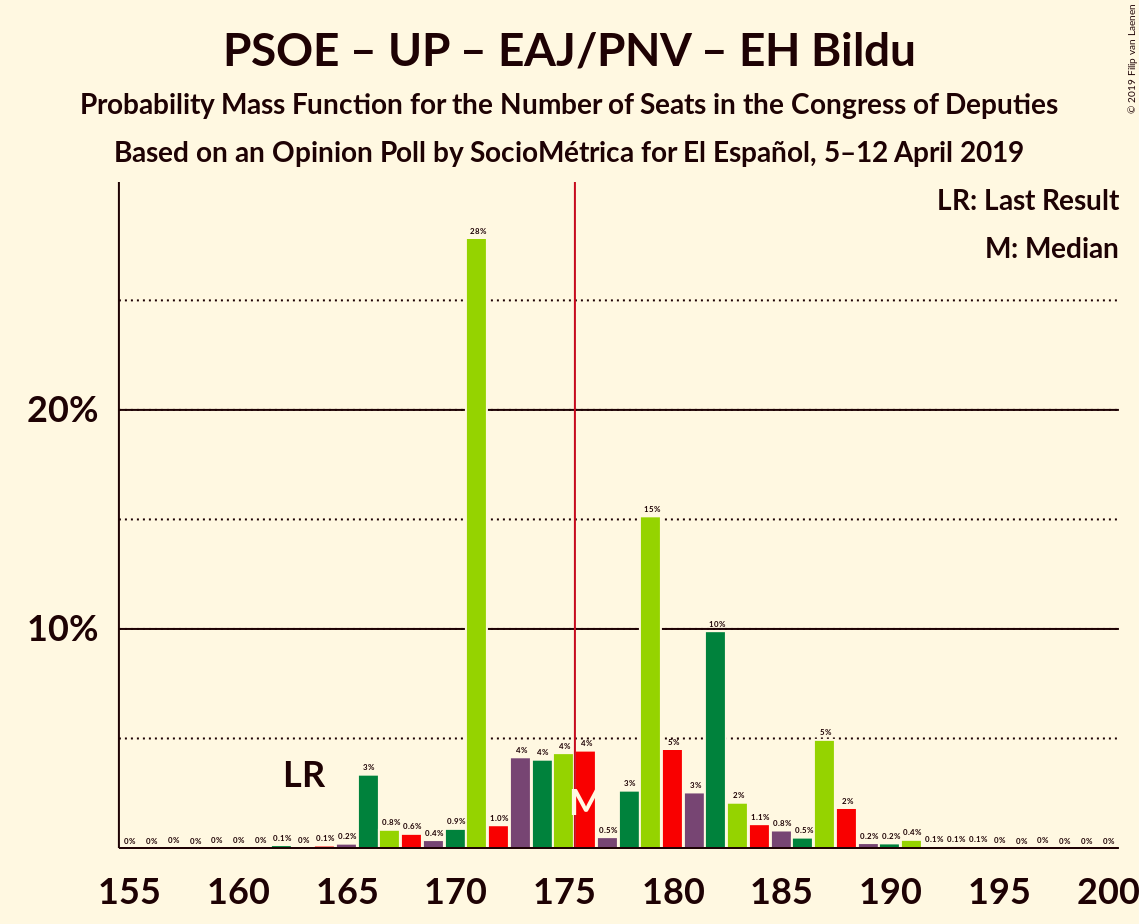 PSOE – UP – EAJ/PNV – EH Bildu
Probability Mass Function for the Number of Seats in the Congress of Deputies
Based on an Opinion Poll by SocioMétrica for El Español, 5–12 April 2019
© 2019 Filip van Laenen
LR: Last Result
M: Median
20%
10%
0% 0% 0% 0% 0% 0% 0% 0.1% 0% 0.1% 0.2% 3% 0.8% 0.6% 0.4% 0.9% 28% 1.0% 4% 4% 4% 4% 0.5% 3% 15% 5% 3% 10% 2% 1.1% 0.8% 0.5% 5% 2% 0.2% 0.2% 0.4% 0.1% 0.1% 0.1% 0% 0% 0% 0% 0% 0%
LR
M
155 160 165 170 175 180 185 190 195 200